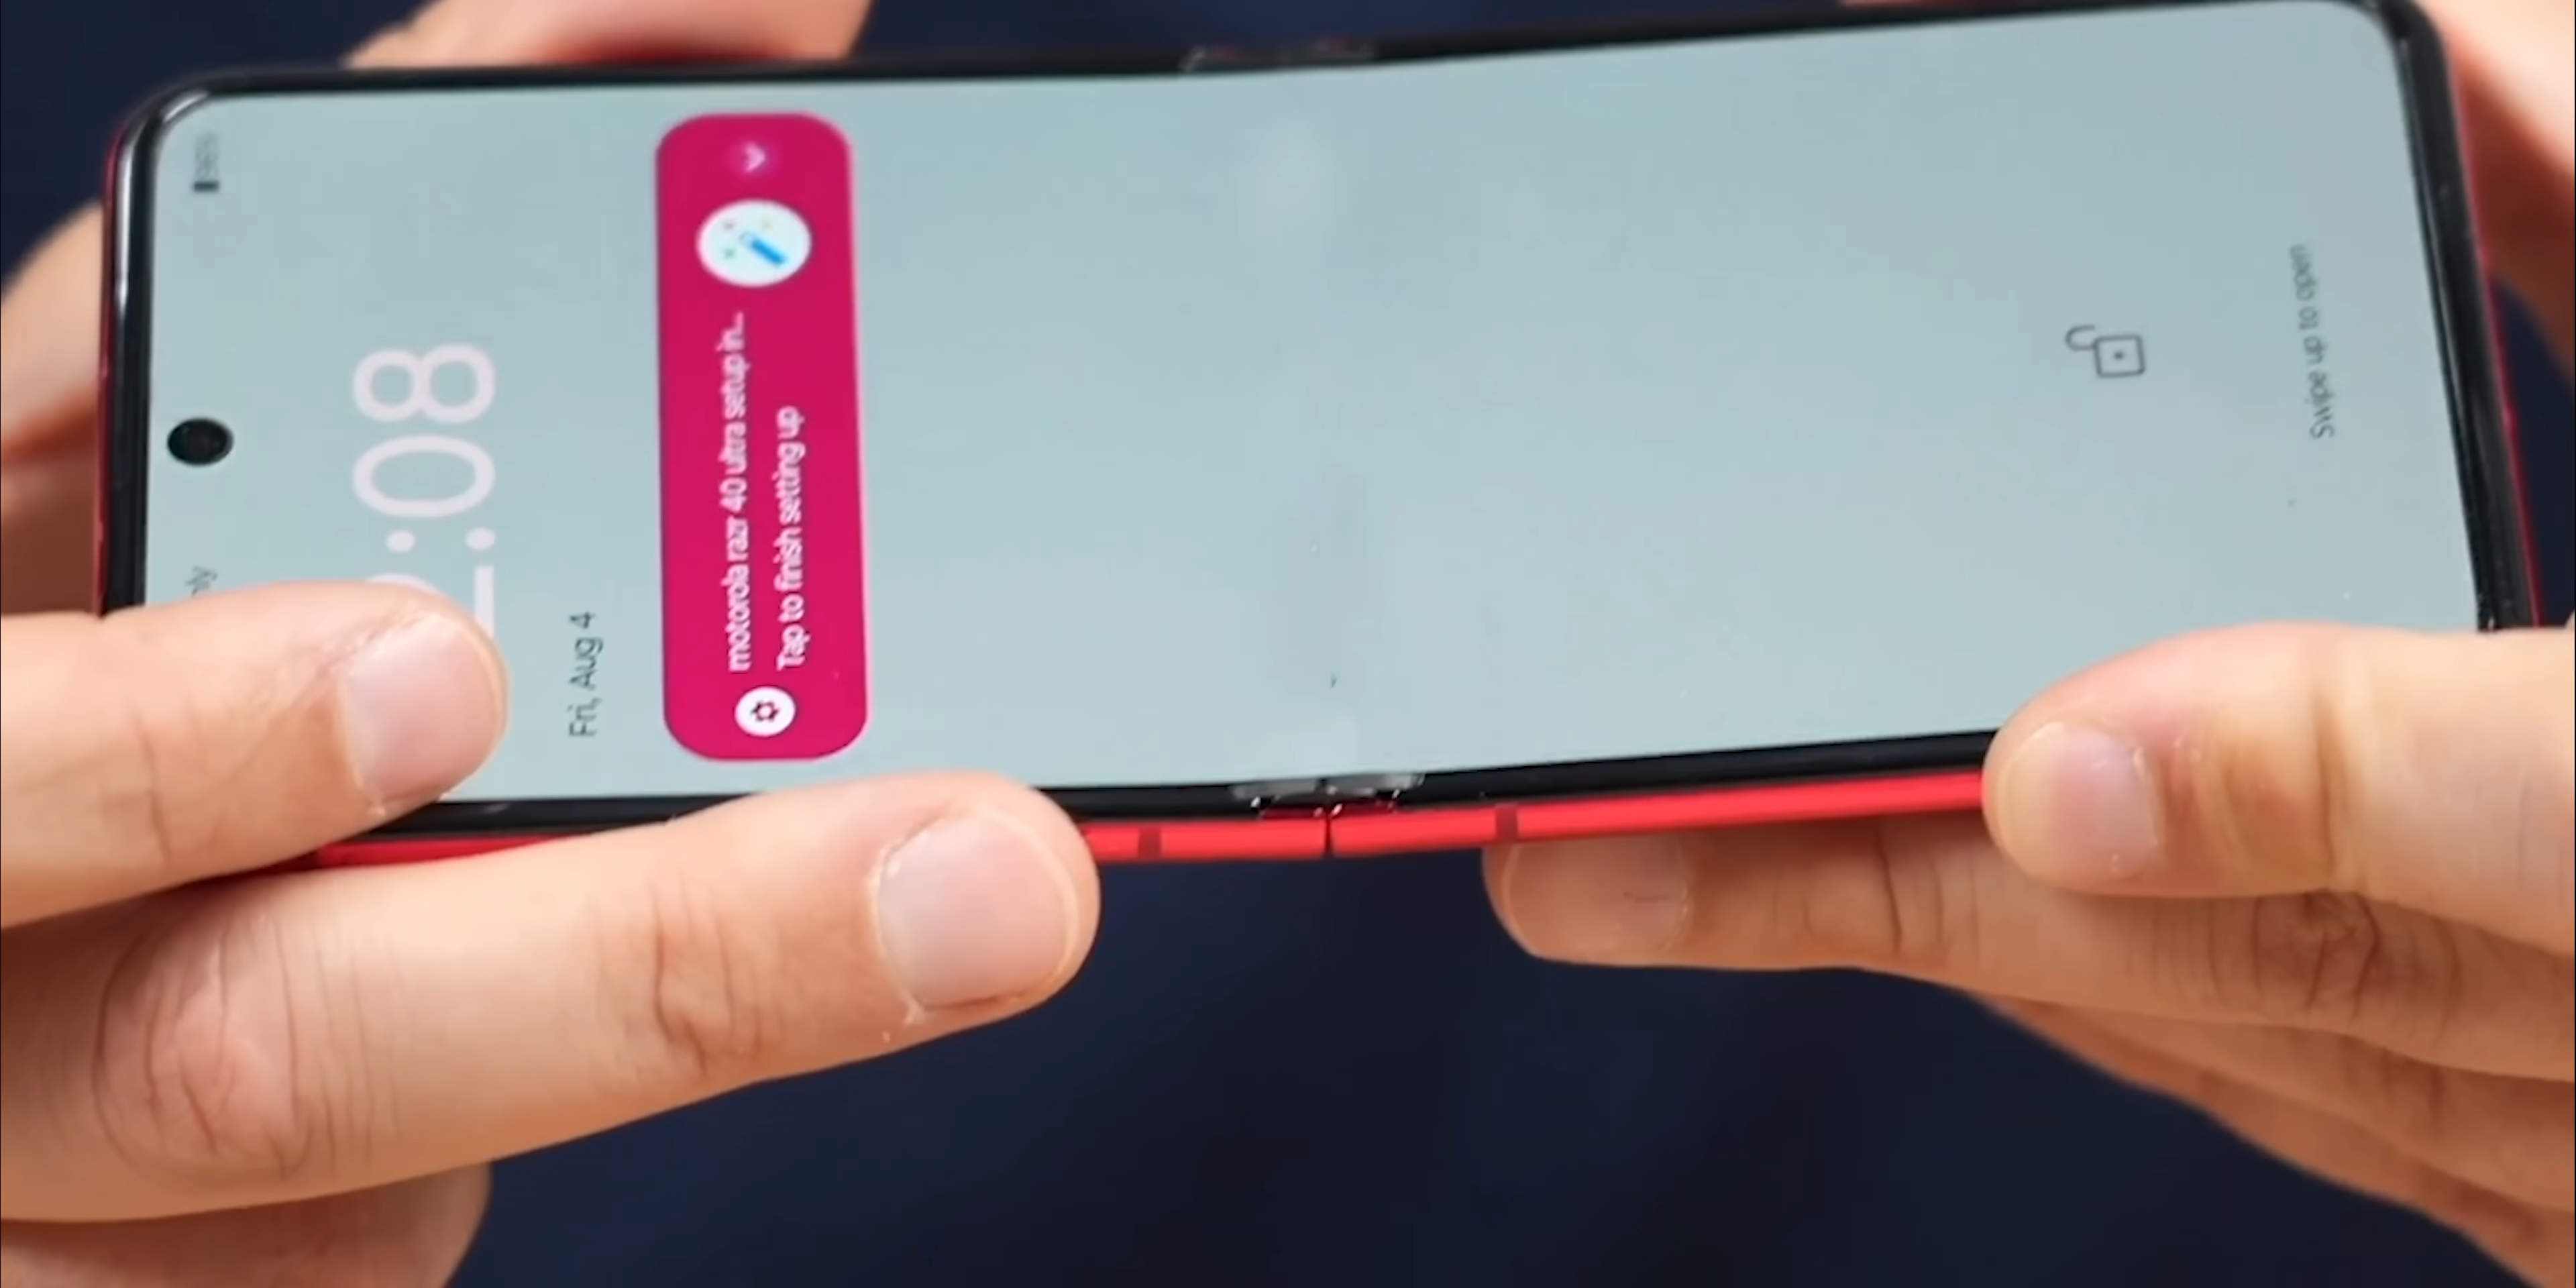 2:08
Fri, Aug 4
motorola razr 40 ultra setup in...
Tap to finish setting up
Swipe up to open